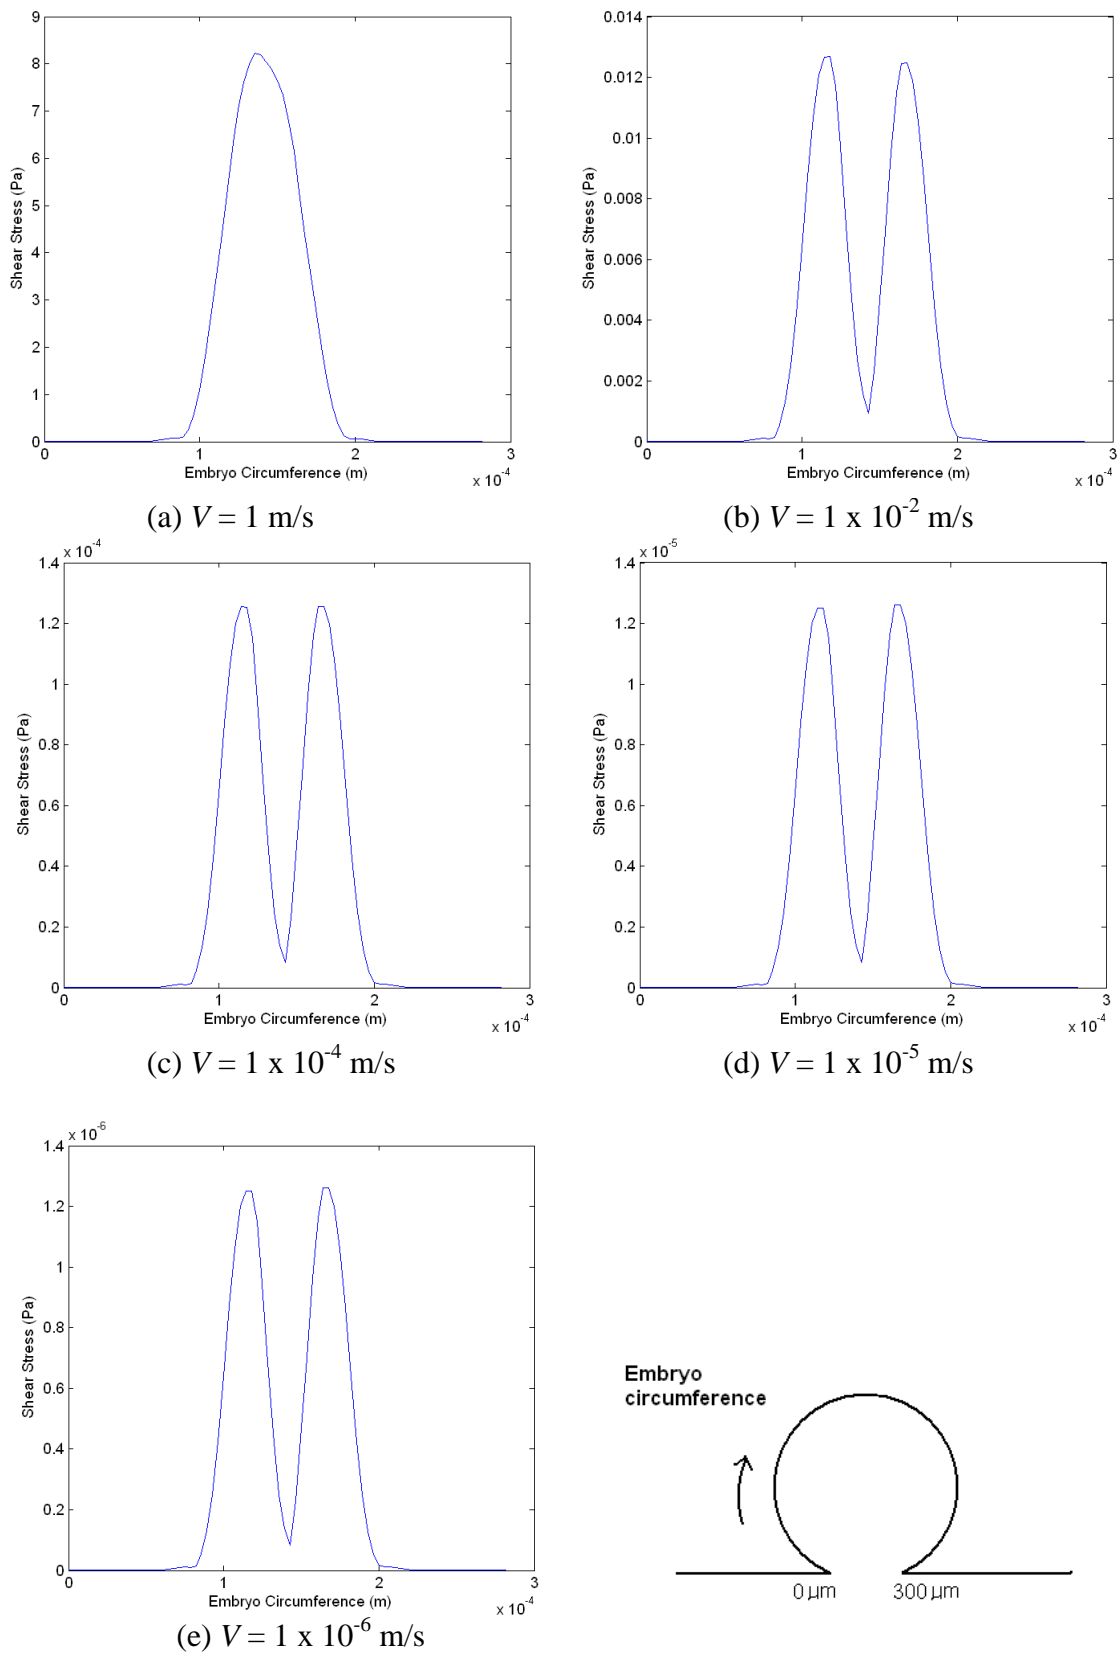 9
8
7
6
5
4
3
2
1
0
Shear Stress (Pa)
0 1 2 3
Embryo Circumference (m)
x 10-4
(a) V = 1 m/s
0.014
0.012
0.01
0.008
0.006
0.004
0.002
0
Shear Stress (Pa)
0 1 2 3
Embryo Circumference (m)
x 10-4
(b) V = 1 x 10-2 m/s
x 10-4
1.4
1.2
1
0.8
0.6
0.4
0.2
0
Shear Stress (Pa)
0 1 2 3
Embryo Circumference (m)
x 10-4
(c) V = 1 x 10-4 m/s
x 10-5
1.4
1.2
1
0.8
0.6
0.4
0.2
0
Shear Stress (Pa)
0 1 2 3
Embryo Circumference (m)
x 10-4
(d) V = 1 x 10-5 m/s
x 10-6
1.4
1.2
1
0.8
0.6
0.4
0.2
0
Shear Stress (Pa)
0 1 2 3
Embryo Circumference (m)
x 10-4
(e) V = 1 x 10-6 m/s
Embryo
circumference
0 µm 300 µm